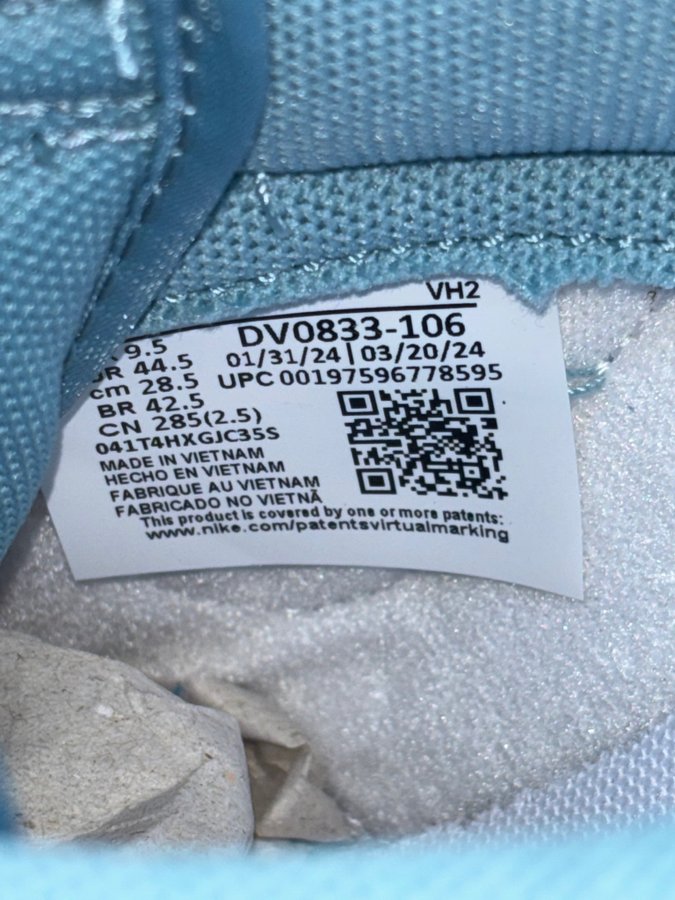 VH2
9.5
DV0833-106
R 44.5
01/31/24 | 03/20/24
cm 28.5
UPC 00197596778595
BR 42.5
CN 285(2.5)
041T4HXGJC35S
MADE IN VIETNAM
HECHO EN VIETNAM
FABRIQUE AU VIETNAM
FABRICADO NO VIETNÃ
This product is covered by one or more patents:
www.nike.com/patentsvirtualmarking